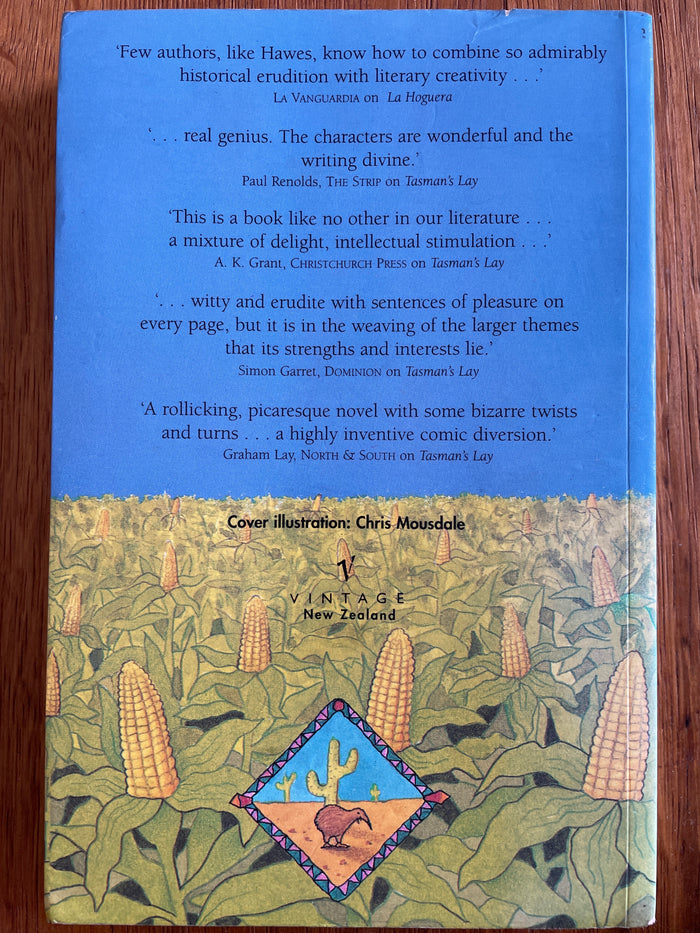 ‘Few authors, like Hawes, know how to combine so admirably
historical erudition with literary creativity . . .’
LA VANGUARDIA on La Hoguera
‘. . . real genius. The characters are wonderful and the
writing divine.’
Paul Renolds, THE STRIP on Tasman's Lay
‘This is a book like no other in our literature . . .
a mixture of delight, intellectual stimulation . . .’
A. K. Grant, CHRISTCHURCH PRESS on Tasman's Lay
‘. . . witty and erudite with sentences of pleasure on
every page, but it is in the weaving of the larger themes
that its strengths and interests lie.’
Simon Garret, DOMINION on Tasman's Lay
‘A rollicking, picaresque novel with some bizarre twists
and turns . . . a highly inventive comic diversion.’
Graham Lay, NORTH & SOUTH on Tasman's Lay
Cover illustration: Chris Mousdale
V
VINTAGE
New Zealand